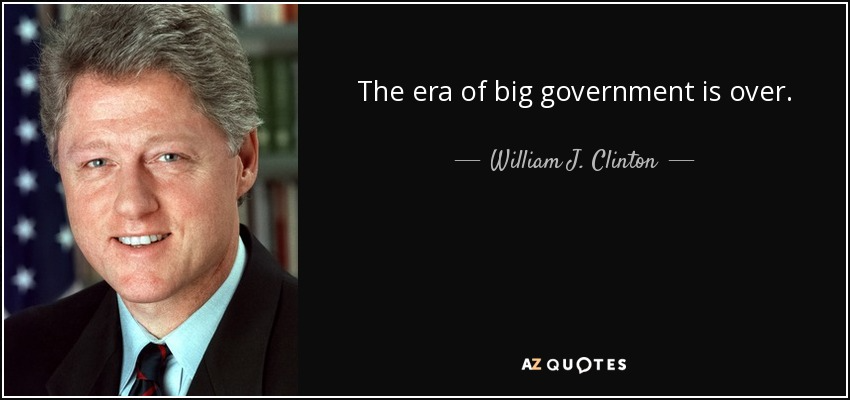 The era of big government is over.
William J. Clinton
AZ QUOTES